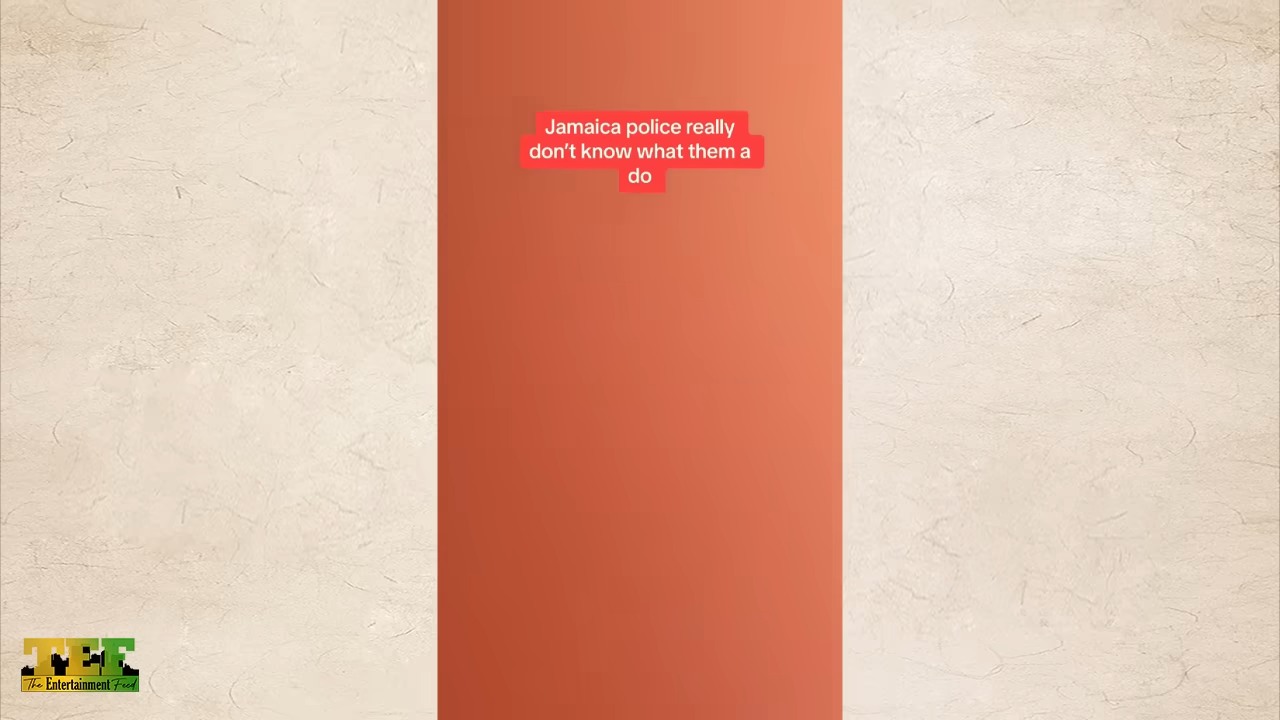 Jamaica police really
don't know what them a
do
TEF
The Entertainment Feed